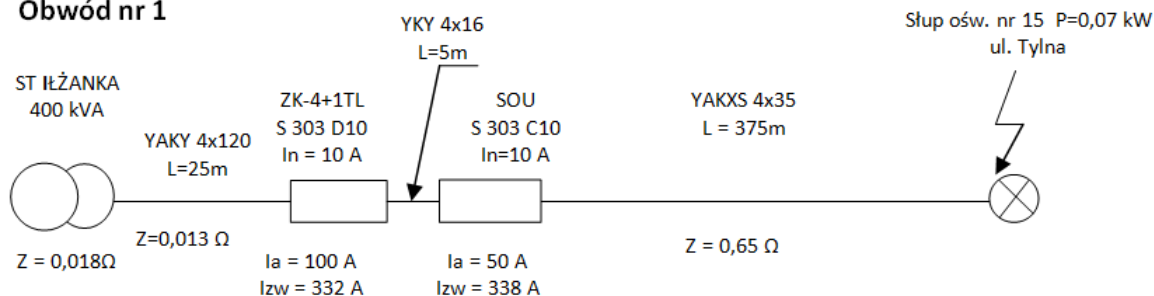 Obwód nr 1
YKY 4x16
L=5m
Słup ośw. nr 15 P=0,07 kW
ul. Tylna
ST IŁŻANKA
400 kVA
YAKY 4x120
L=25m
ZK-4+1TL
S 303 D10
In = 10 A
SOU
S 303 C10
In=10 A
YAKXS 4x35
L = 375m
Z = 0,018Ω
Z=0,013 Ω
Ia = 100 A
Izw = 332 A
Ia = 50 A
Izw = 338 A
Z = 0,65 Ω